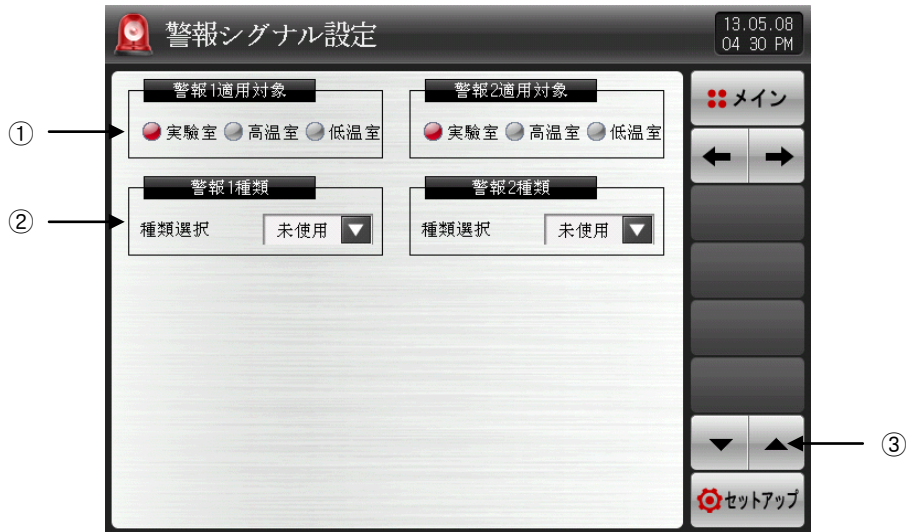 警報シグナル設定
13.05.08
04 30 PM
警報1適用対象
警報2適用対象
メイン
① 実験室 高温室 低温室
実験室 高温室 低温室
警報1種類
警報2種類
② 種類選択 未使用
種類選択 未使用
③
セットアップ